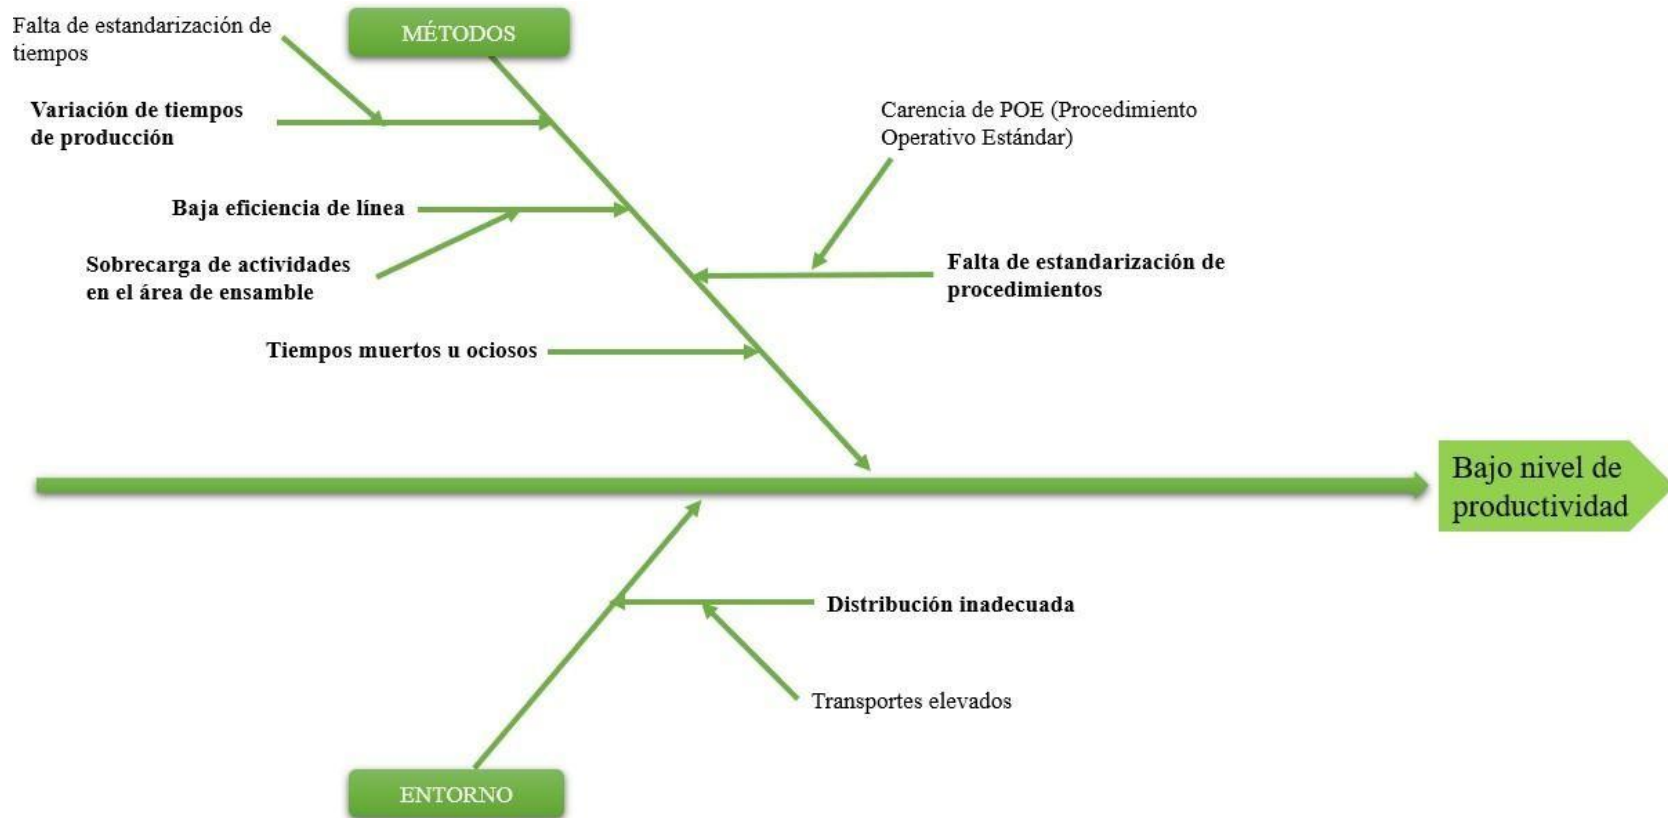 Falta de estandarización de
tiempos
MÉTODOS
Variación de tiempos
de producción
Carencia de POE (Procedimiento
Operativo Estándar)
Baja eficiencia de línea
Sobrecarga de actividades
en el área de ensamble
Falta de estandarización de
procedimientos
Tiempos muertos u ociosos
Bajo nivel de
productividad
Distribución inadecuada
Transportes elevados
ENTORNO